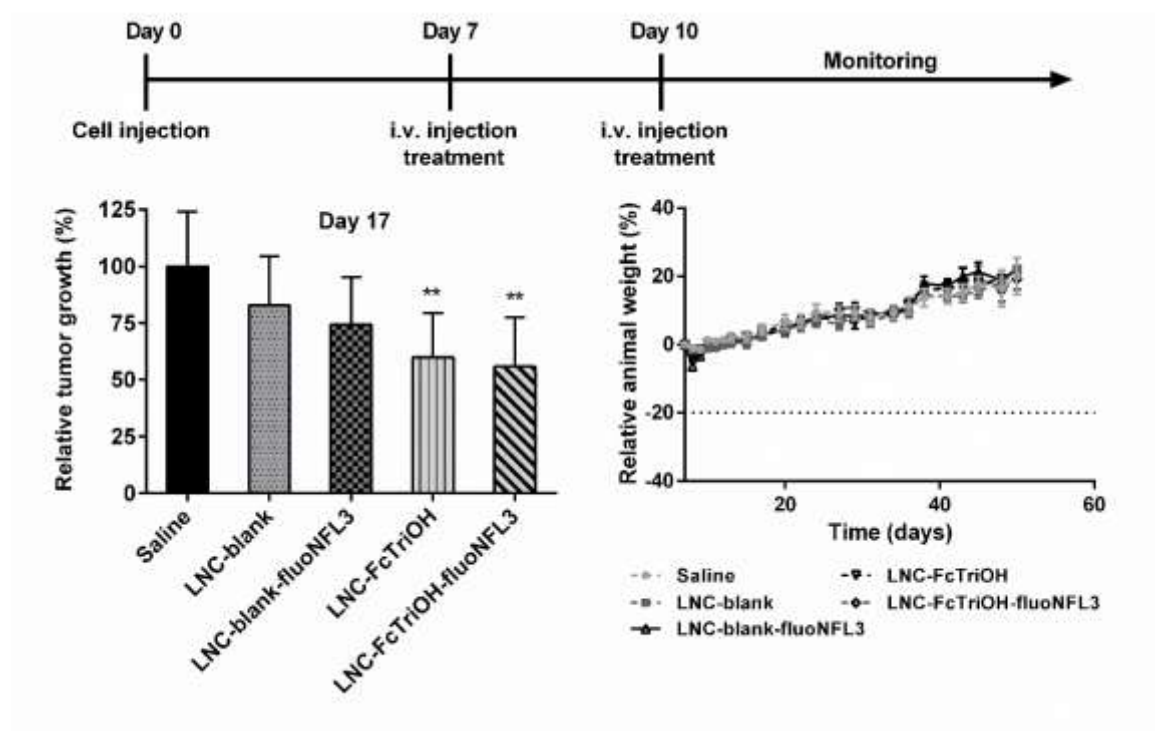 Day 0
Day 7
Day 10
Monitoring
Cell injection
i.v. injection
treatment
i.v. injection
treatment
Relative tumor growth (%)
125
100
75
50
25
0
Day 17
**
**
Saline
LNC-blank
LNC-blank-fluoNFL3
LNC-FcTriOH
LNC-FcTriOH-fluoNFL3
Relative animal weight (%)
40
20
0
-20
-40
20
40
60
Time (days)
Saline
LNC-blank
LNC-blank-fluoNFL3
LNC-FcTriOH
LNC-FcTriOH-fluoNFL3